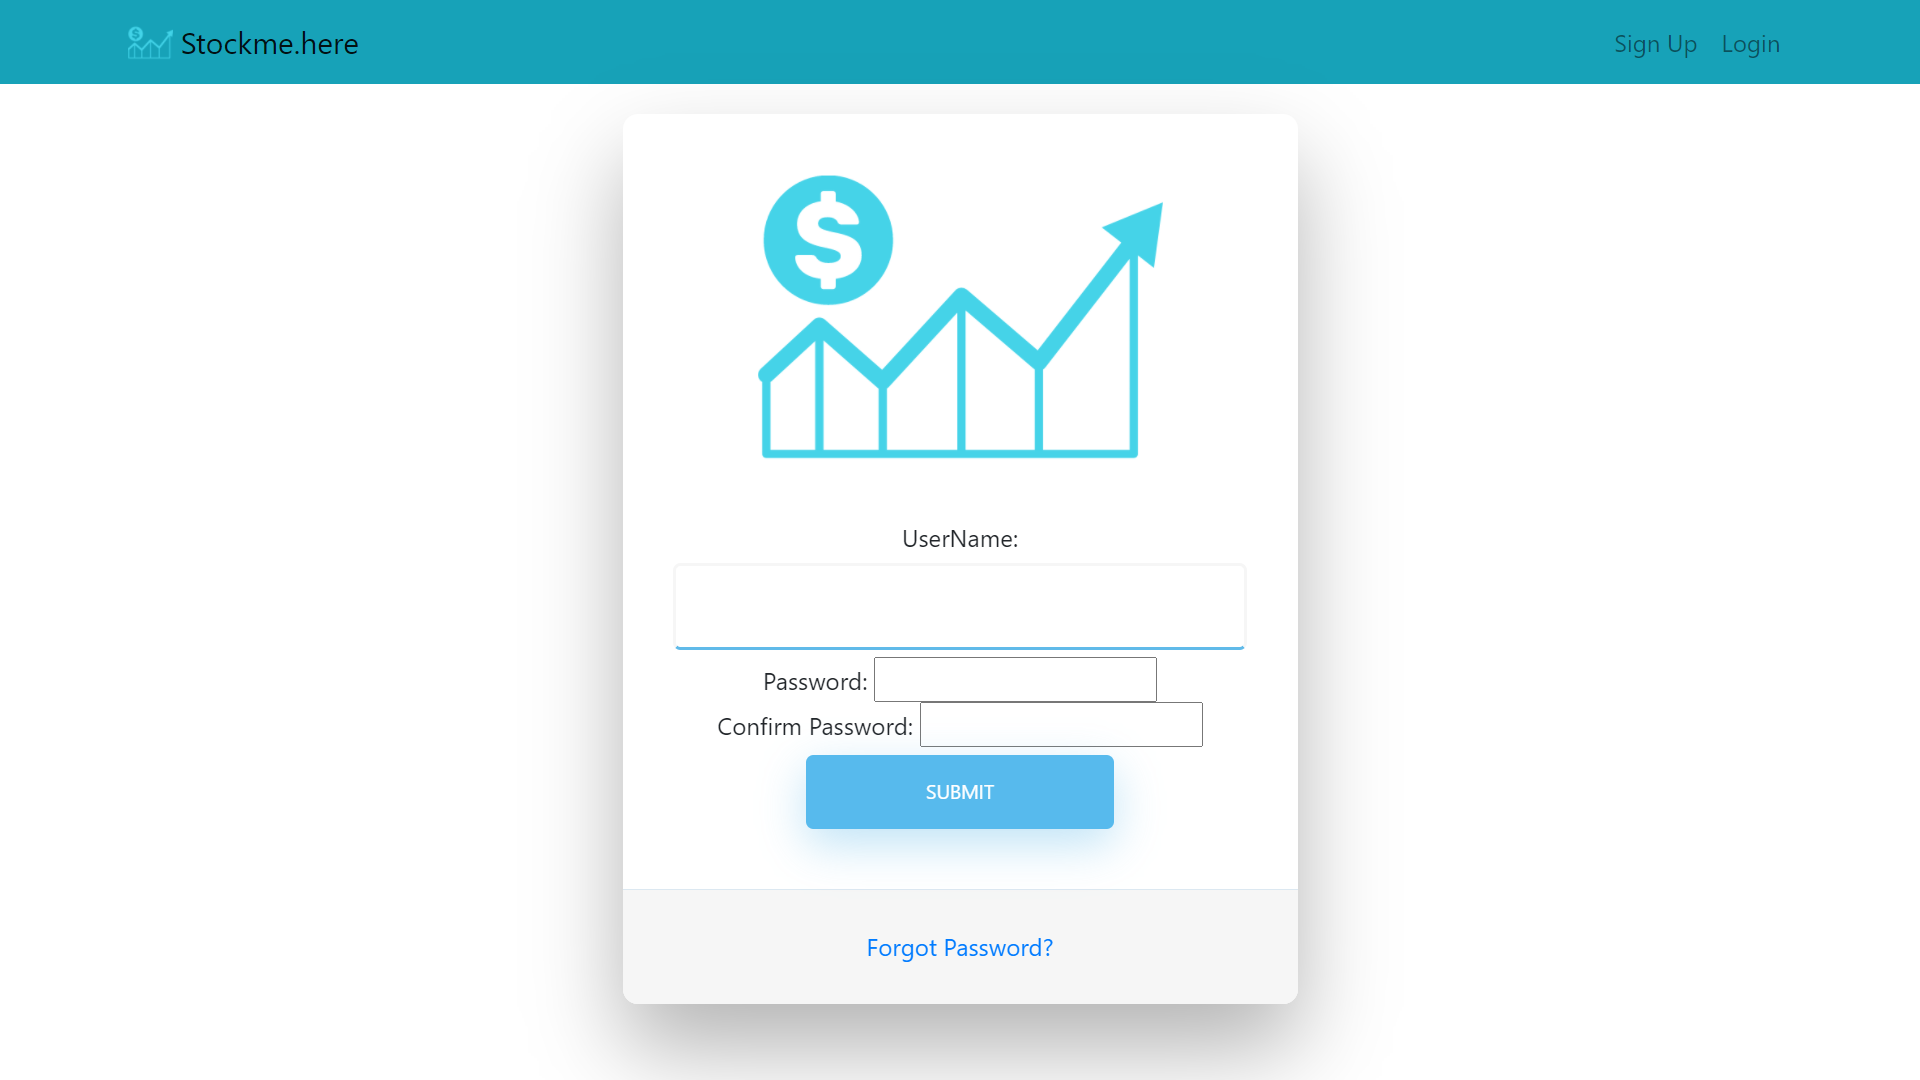 Stockme.here
Sign Up Login
$
UserName:
Password:
Confirm Password:
SUBMIT
Forgot Password?